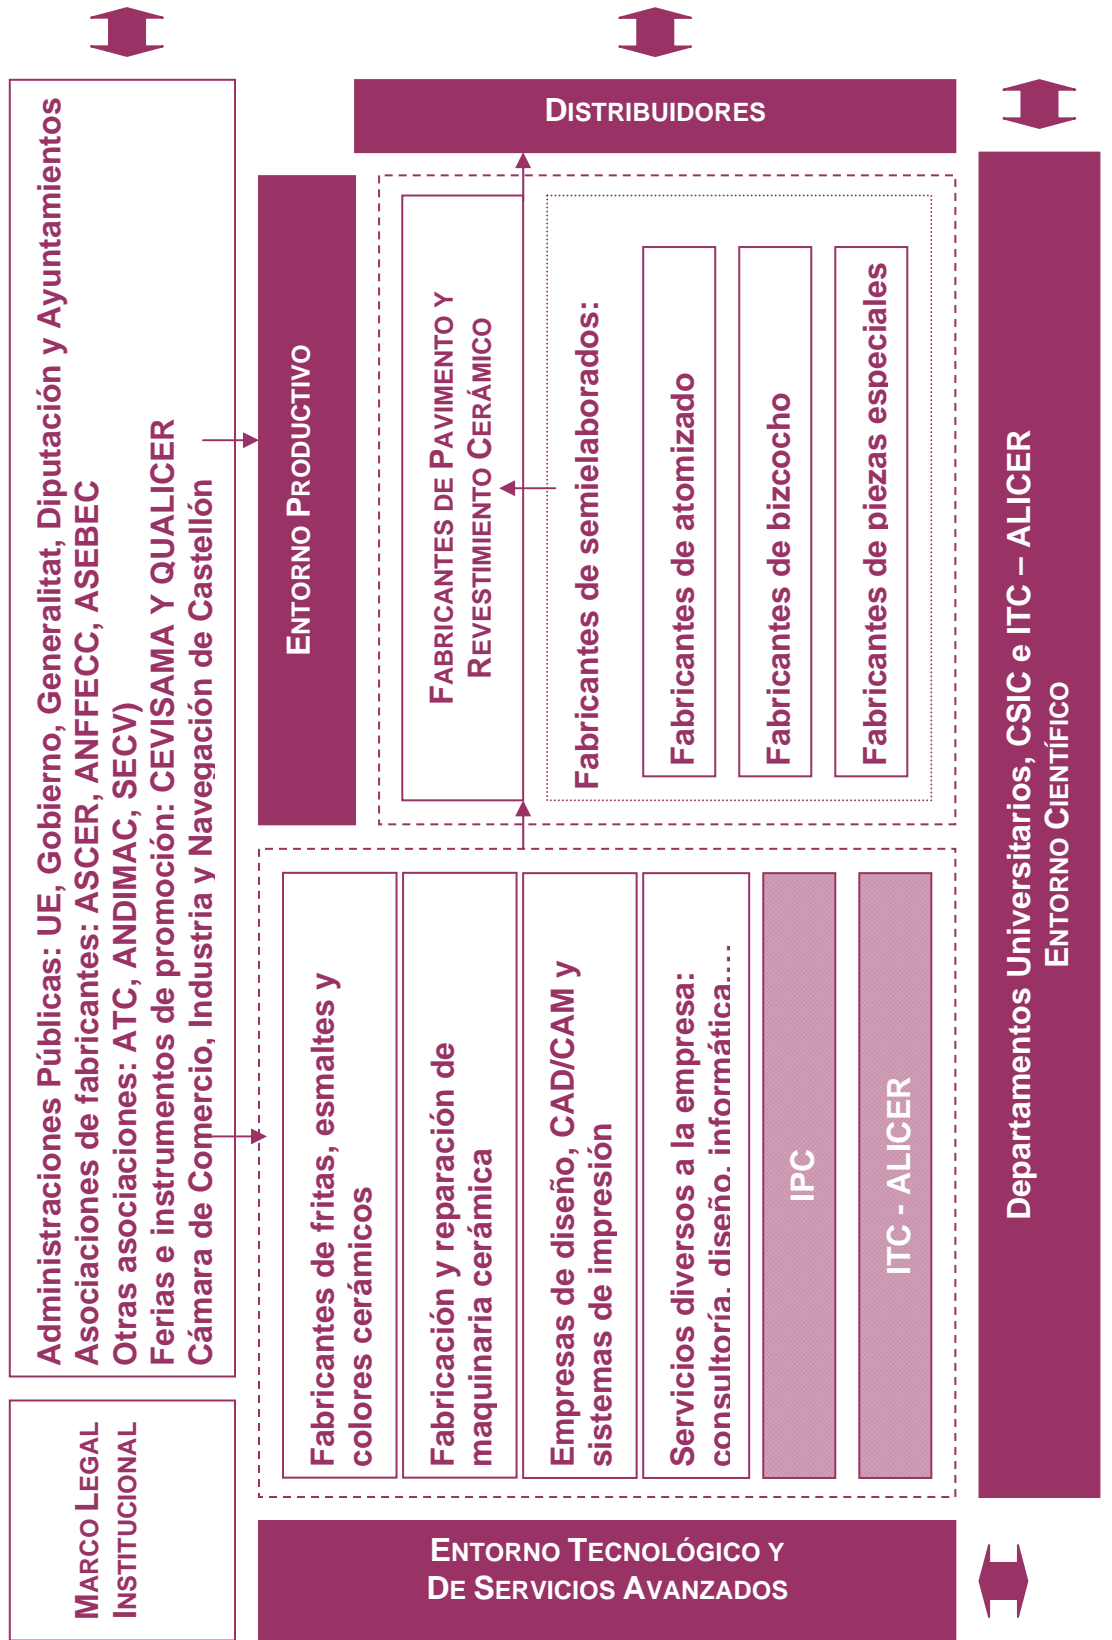 MARCO LEGAL
INSTITUCIONAL
Administraciones Públicas: UE, Gobierno, Generalitat, Diputación y Ayuntamientos
Asociaciones de fabricantes: ASCER, ANFFECC, ASEBEC
Otras asociaciones: ATC, ANDIMAC, SECV)
Ferias e instrumentos de promoción: CEVISAMA Y QUALICER
Cámara de Comercio, Industria y Navegación de Castellón
ENTORNO TECNOLÓGICO Y
DE SERVICIOS AVANZADOS
Fabricantes de fritas, esmaltes y
colores cerámicos
Fabricación y reparación de
maquinaria cerámica
Empresas de diseño, CAD/CAM y
sistemas de impresión
Servicios diversos a la empresa:
consultoría, diseño, informática,…
IPC
ITC - ALICER
ENTORNO PRODUCTIVO
FABRICANTES DE PAVIMENTO Y
REVESTIMIENTO CERÁMICO
Fabricantes de semielaborados:
Fabricantes de atomizado
Fabricantes de bizcocho
Fabricantes de piezas especiales
DISTRIBUIDORES
Departamentos Universitarios, CSIC e ITC – ALICER
ENTORNO CIENTÍFICO